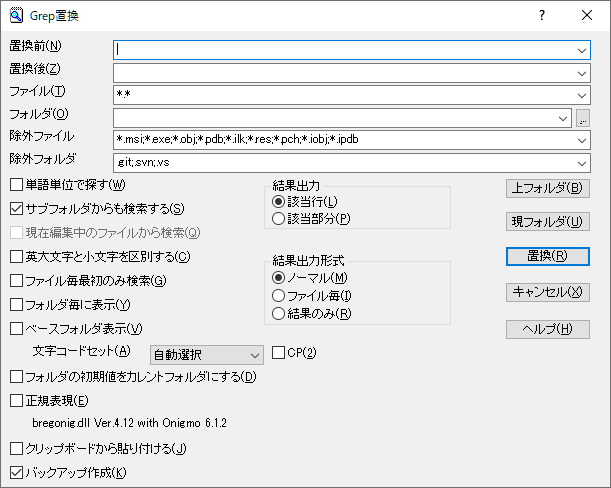 Grep置換
置換前(N)
置換後(Z)
ファイル(T) *.*
フォルダ(O) ...
除外ファイル *.msi;*.exe;*.obj;*.pdb;*.ilk;*.res;*.pch;*.iobj;*.ipdb
除外フォルダ .git;.svn;.vs
単語単位で探す(W)
サブフォルダからも検索する(S)
現在編集中のファイルから検索(Q)
英大文字と小文字を区別する(C)
ファイル毎最初のみ検索(G)
フォルダ毎に表示(Y)
ベースフォルダ表示(V)
文字コードセット(A) 自動選択 CP(2)
フォルダの初期値をカレントフォルダにする(D)
正規表現(E)
bregonig.dll Ver.4.12 with Onigmo 6.1.2
クリップボードから貼り付ける(J)
バックアップ作成(K)
結果出力
該当行(L)
該当部分(P)
結果出力形式
ノーマル(M)
ファイル毎(I)
結果のみ(R)
上フォルダ(B)
現フォルダ(U)
置換(R)
キャンセル(X)
ヘルプ(H)